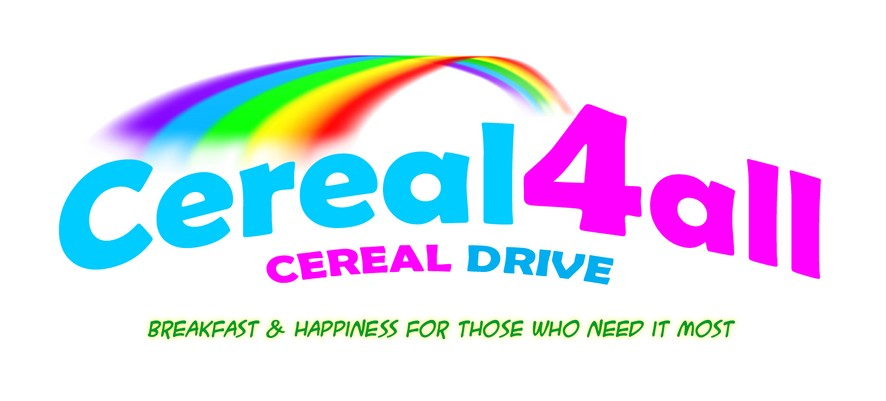 Cereal4all
CEREAL DRIVE
BREAKFAST & HAPPINESS FOR THOSE WHO NEED IT MOST